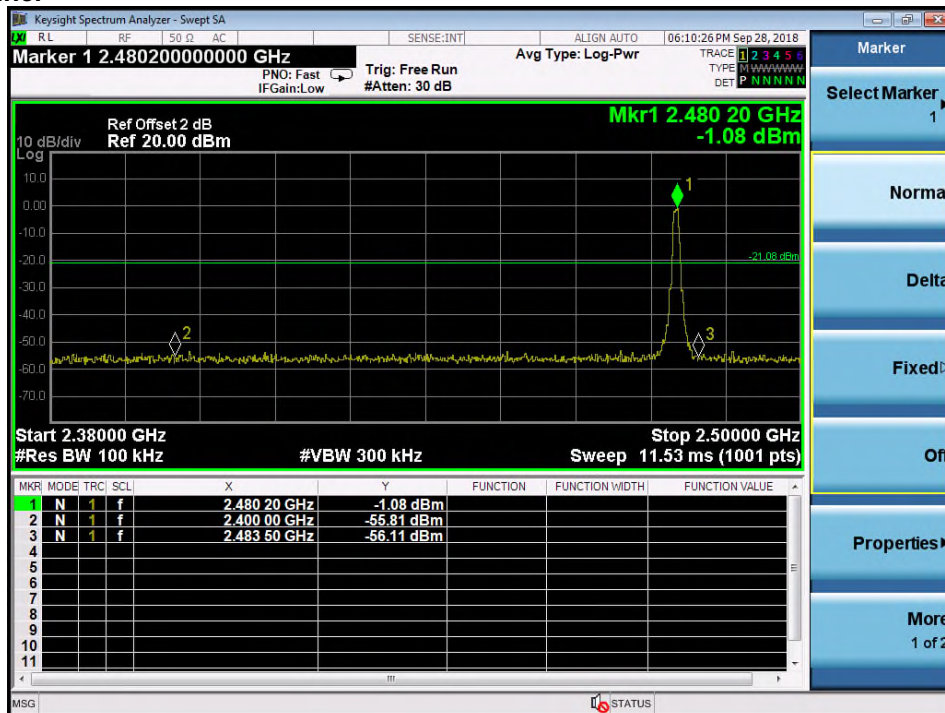 Keysight Spectrum Analyzer - Swept SA
LXI RL RF 50 Ω AC SENSE:INT ALIGN AUTO 06:10:26 PM Sep 28, 2018
Marker 1 2.480200000000 GHz
PNO: Fast
IFGain:Low
Trig: Free Run
#Atten: 30 dB
Avg Type: Log-Pwr
TRACE 1 2 3 4 5 6
TYPE M W W W W W
DET P N N N N N
Mkr1 2.480 20 GHz
-1.08 dBm
Ref Offset 2 dB
10 dB/div Ref 20.00 dBm
Log
10.0
0.00
-10.0
-20.0
-30.0
-40.0
-50.0
-60.0
-70.0
1
-21.08 dBm
2
3
Start 2.38000 GHz Stop 2.50000 GHz
#Res BW 100 kHz #VBW 300 kHz Sweep 11.53 ms (1001 pts)
MKR MODE TRC SCL X Y FUNCTION FUNCTION WIDTH FUNCTION VALUE
1 N 1 f 2.480 20 GHz -1.08 dBm
2 N 1 f 2.400 00 GHz -55.81 dBm
3 N 1 f 2.483 50 GHz -56.11 dBm
4
5
6
7
8
9
10
11
MSG STATUS
Marker
Select Marker
1
Norma
Delta
Fixed
Off
Properties
More
1 of 2